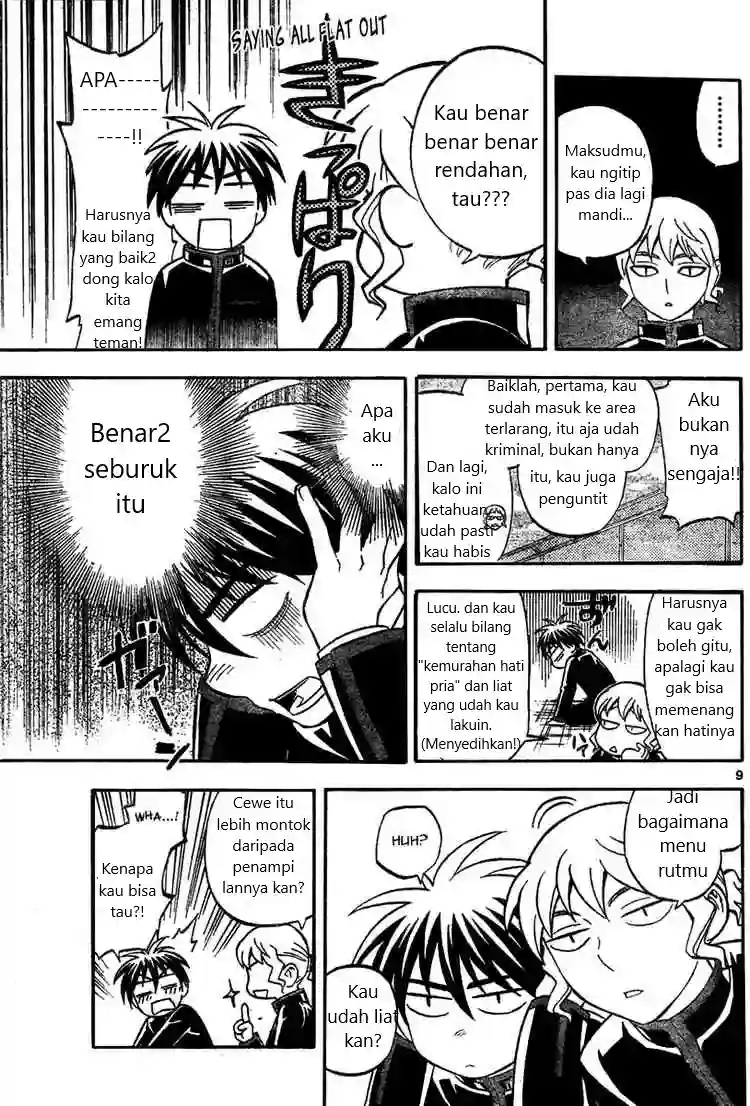 .........
Maksudmu,
kau ngitip
pas dia lagi
mandi...
Kau benar
benar benar
rendahan,
tau???
SAYING ALL FLAT OUT
きっぱり
APA------
-----------
----!!
Harusnya
kau bilang
yang baik2
dong kalo
kita
emang
teman!
Aku
bukan
nya
sengaja!!
Baiklah, pertama, kau
sudah masuk ke area
terlarang, itu aja udah
kriminal, bukan hanya
itu, kau juga
penguntit
Dan lagi,
kalo ini
ketahuan
udah pasti
kau habis
Harusnya
kau gak
boleh gitu,
apalagi kau
gak bisa
memenang
kan hatinya
Lucu. dan kau
selalu bilang
tentang
"kemurahan hati
pria" dan liat
yang udah kau
lakuin.
(Menyedihkan!)
Apa
aku
...
Benar2
seburuk
itu
9
Jadi
bagaimana
menu
rutmu
HUH?
Kau
udah liat
kan?
Cewe itu
lebih montok
daripada
penampi
lannya kan?
WHA...!
Kenapa
kau bisa
tau?!